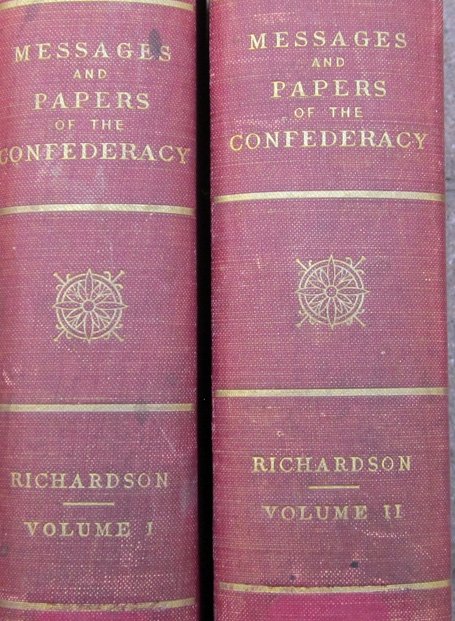 MESSAGES
AND
PAPERS
OF THE
CONFEDERACY
RICHARDSON
VOLUME I
MESSAGES
AND
PAPERS
OF THE
CONFEDERACY
RICHARDSON
VOLUME II